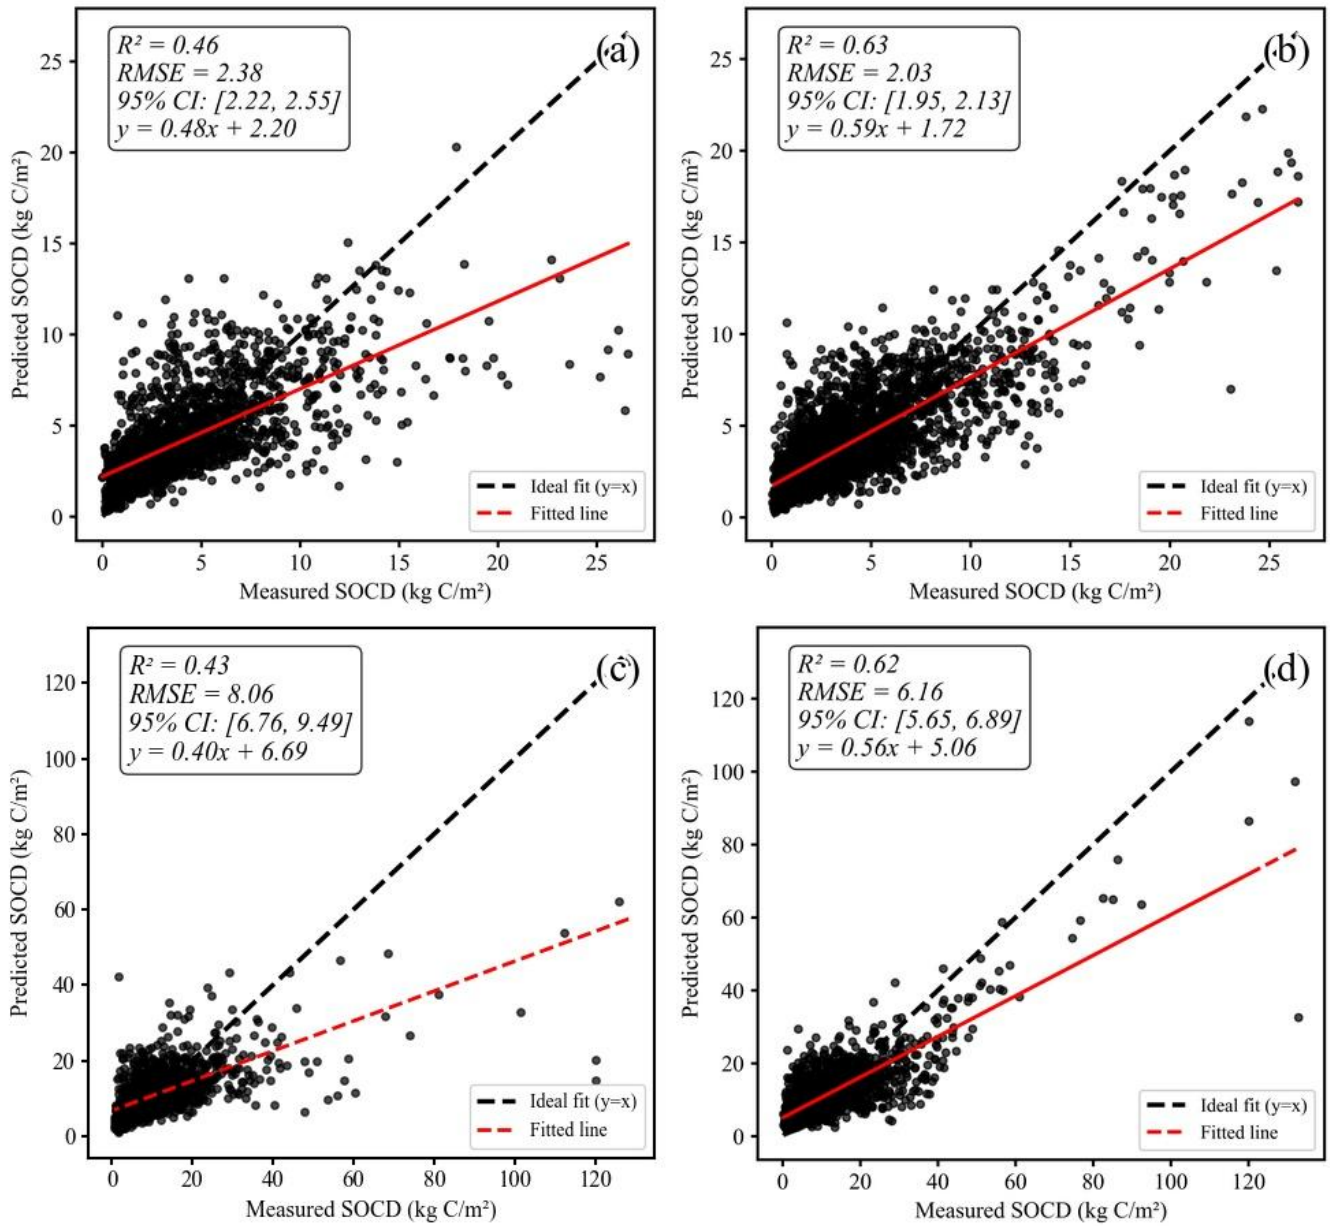 (a)
R² = 0.46
RMSE = 2.38
95% CI: [2.22, 2.55]
y = 0.48x + 2.20
Predicted SOCD (kg C/m²)
25
20
15
10
5
0
Ideal fit (y=x)
Fitted line
0 5 10 15 20 25
Measured SOCD (kg C/m²)
(b)
R² = 0.63
RMSE = 2.03
95% CI: [1.95, 2.13]
y = 0.59x + 1.72
Predicted SOCD (kg C/m²)
25
20
15
10
5
0
Ideal fit (y=x)
Fitted line
0 5 10 15 20 25
Measured SOCD (kg C/m²)
(c)
R² = 0.43
RMSE = 8.06
95% CI: [6.76, 9.49]
y = 0.40x + 6.69
Predicted SOCD (kg C/m²)
120
100
80
60
40
20
0
Ideal fit (y=x)
Fitted line
0 20 40 60 80 100 120
Measured SOCD (kg C/m²)
(d)
R² = 0.62
RMSE = 6.16
95% CI: [5.65, 6.89]
y = 0.56x + 5.06
Predicted SOCD (kg C/m²)
120
100
80
60
40
20
0
Ideal fit (y=x)
Fitted line
0 20 40 60 80 100 120
Measured SOCD (kg C/m²)